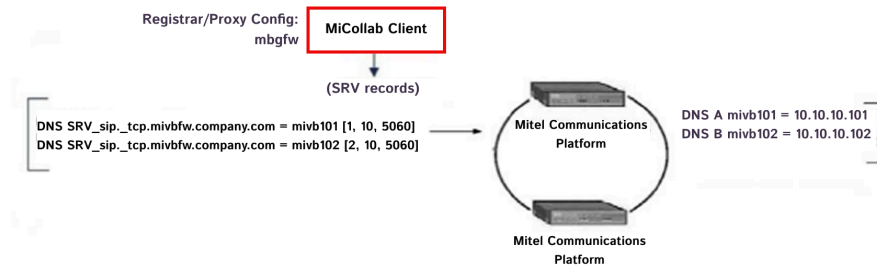 Registrar/Proxy Config:
mbgfw
MiCollab Client
(SRV records)
DNS SRV_sip._tcp.mivbfw.company.com = mivb101 [1, 10, 5060]
DNS SRV_sip._tcp.mivbfw.company.com = mivb102 [2, 10, 5060]
Mitel Communications
Platform
DNS A mivb101 = 10.10.10.101
DNS B mivb102 = 10.10.10.102
Mitel Communications
Platform